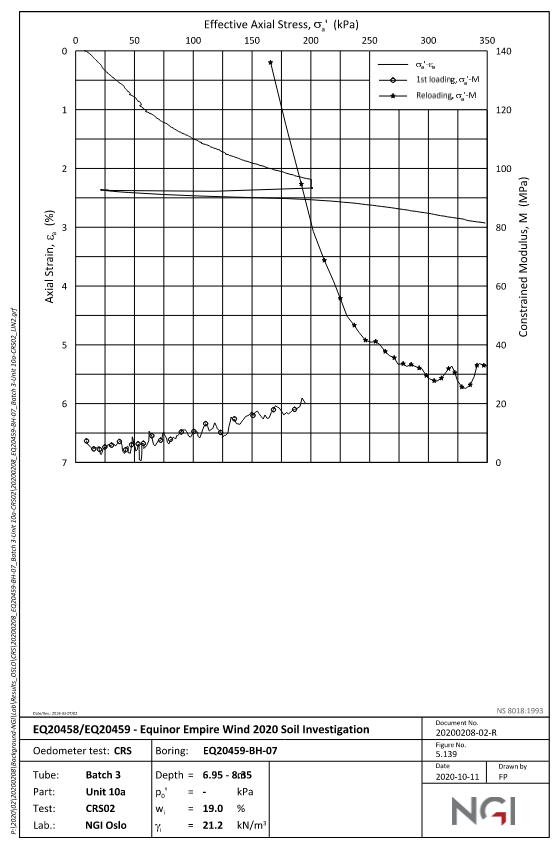 Effective Axial Stress, σa' (kPa)
0 50 100 150 200 250 300 350
0 1 2 3 4 5 6 7
Axial Strain, εa (%)
σa'-εa
1st loading, σa'-M
Reloading, σa'-M
140 120 100 80 60 40 20 0
Constrained Modulus, M (MPa)
NS 8018:1993
EQ20458/EQ20459 - Equinor Empire Wind 2020 Soil Investigation
Document No.
20200208-02-R
Oedometer test: CRS
Boring: EQ20459-BH-07
Figure No.
5.139
Tube: Batch 3
Depth = 6.95 -
Date
2020-10-11
Drawn by
FP
Part: Unit 10a
po' = - kPa
Test: CRS02
wi = 19.0 %
Lab.: NGI Oslo
γi = 21.2 kN/m³
NGI